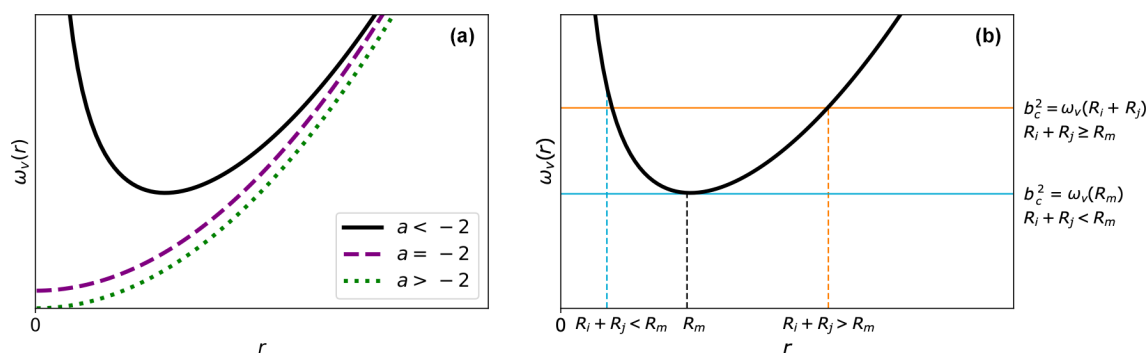 (a)
ω_v(r)
a < −2
a = −2
a > −2
0
r
(b)
ω_v(r)
b_c^2 = ω_v(R_i + R_j)
R_i + R_j ≥ R_m
b_c^2 = ω_v(R_m)
R_i + R_j < R_m
0
R_i + R_j < R_m
R_m
R_i + R_j > R_m
r